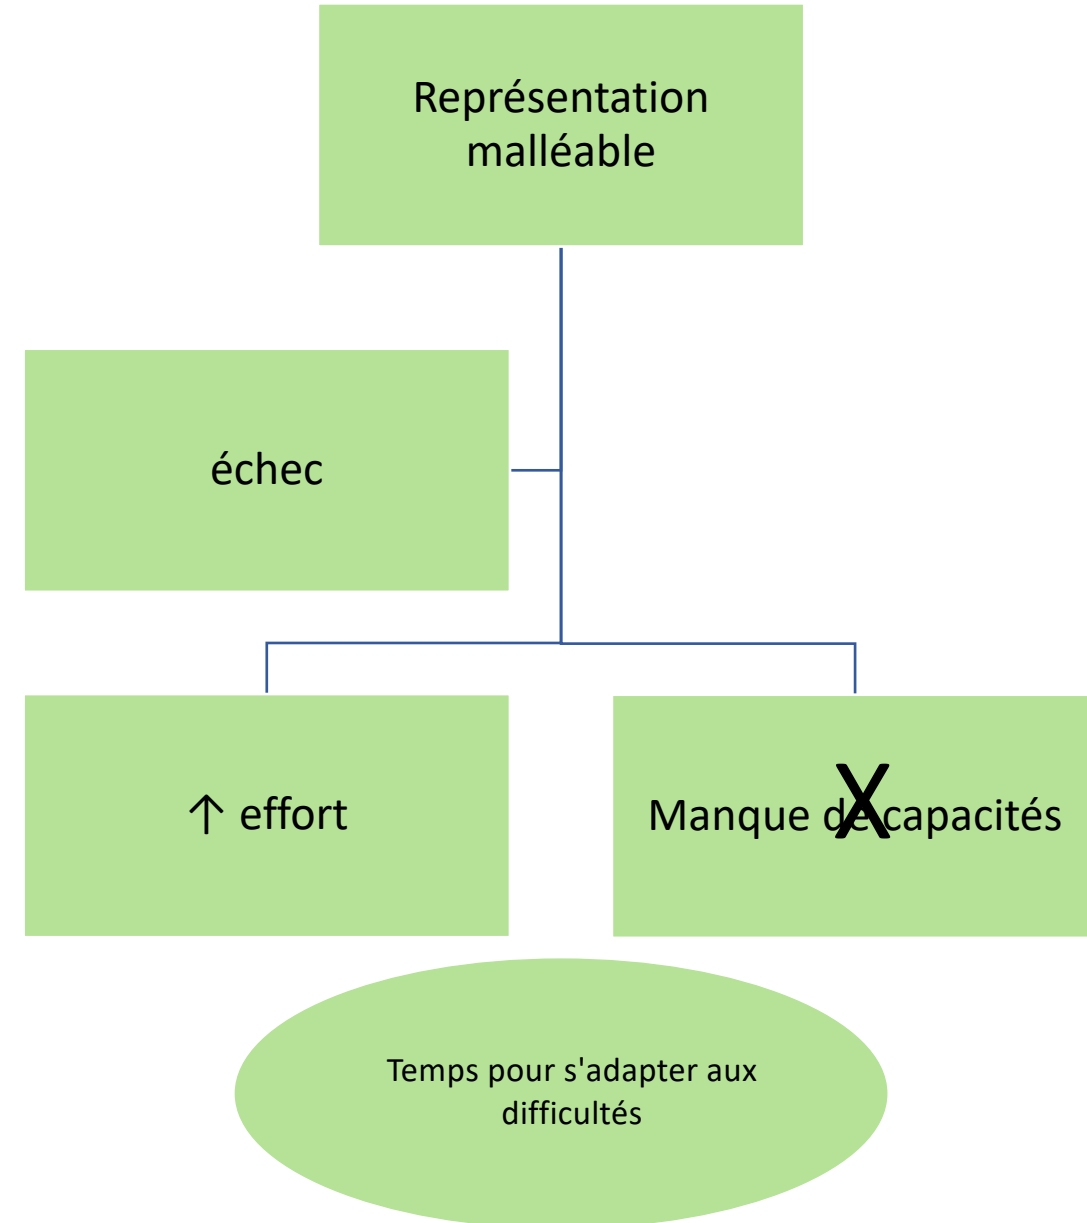 Représentation
malléable
échec
↑ effort
Manque de capacités
X
Temps pour s'adapter aux
difficultés